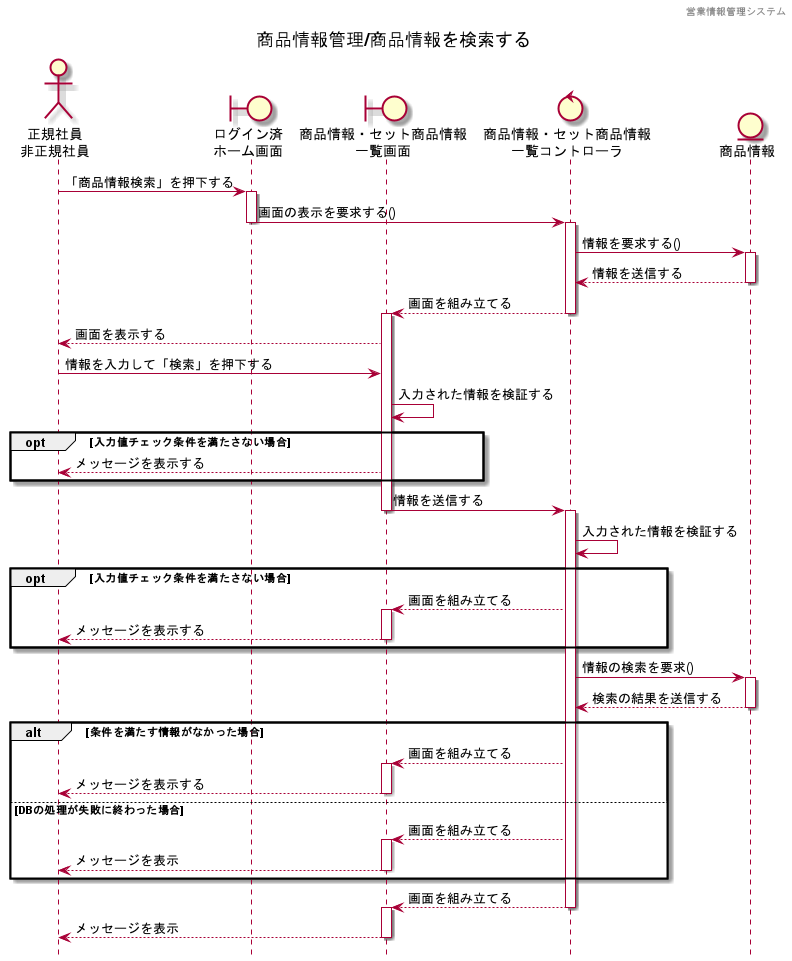 営業情報管理システム
商品情報管理/商品情報を検索する
正規社員
非正規社員
ログイン済
ホーム画面
商品情報・セット商品情報
一覧画面
商品情報・セット商品情報
一覧コントローラ
商品情報
「商品情報検索」を押下する
画面の表示を要求する()
情報を要求する()
情報を送信する
画面を組み立てる
画面を表示する
情報を入力して「検索」を押下する
入力された情報を検証する
opt [入力値チェック条件を満たさない場合]
メッセージを表示する
情報を送信する
入力された情報を検証する
opt [入力値チェック条件を満たさない場合]
画面を組み立てる
メッセージを表示する
情報の検索を要求()
検索の結果を送信する
alt [条件を満たす情報がなかった場合]
画面を組み立てる
メッセージを表示する
[DBの処理が失敗に終わった場合]
画面を組み立てる
メッセージを表示
画面を組み立てる
メッセージを表示